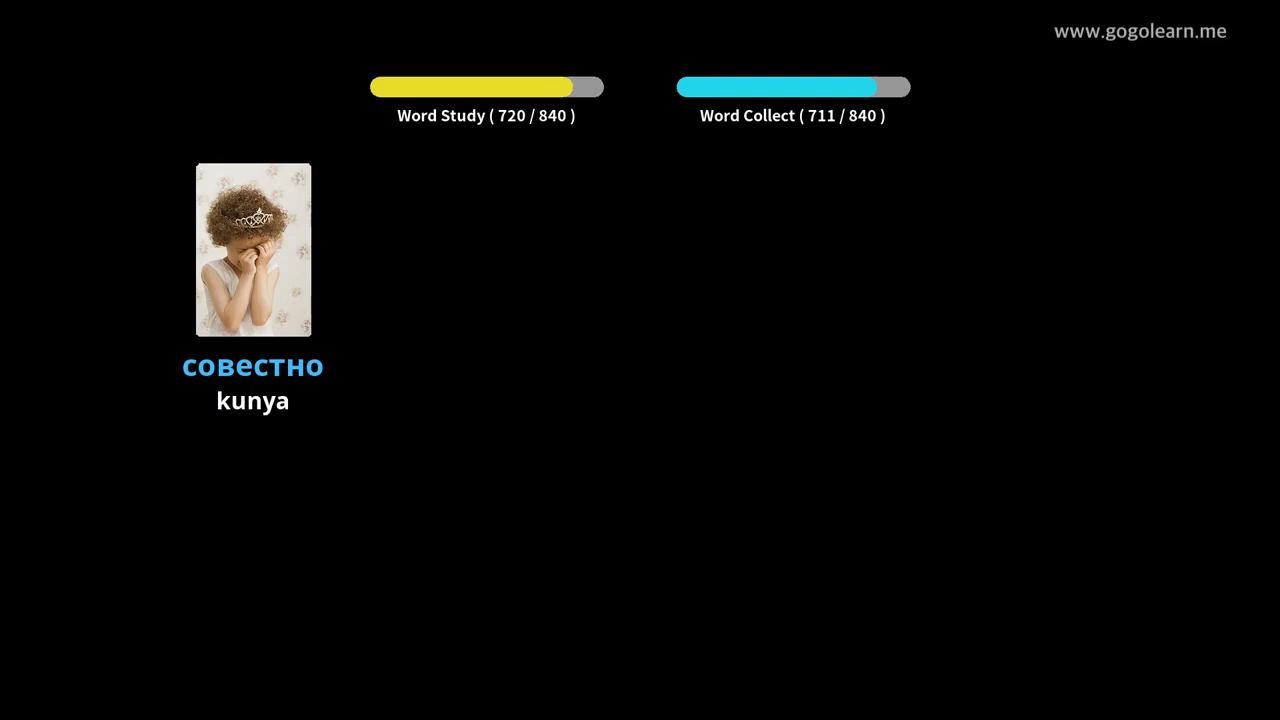 www.gogolearn.me
Word Study ( 720 / 840 )
Word Collect ( 711 / 840 )
совестно
kunya